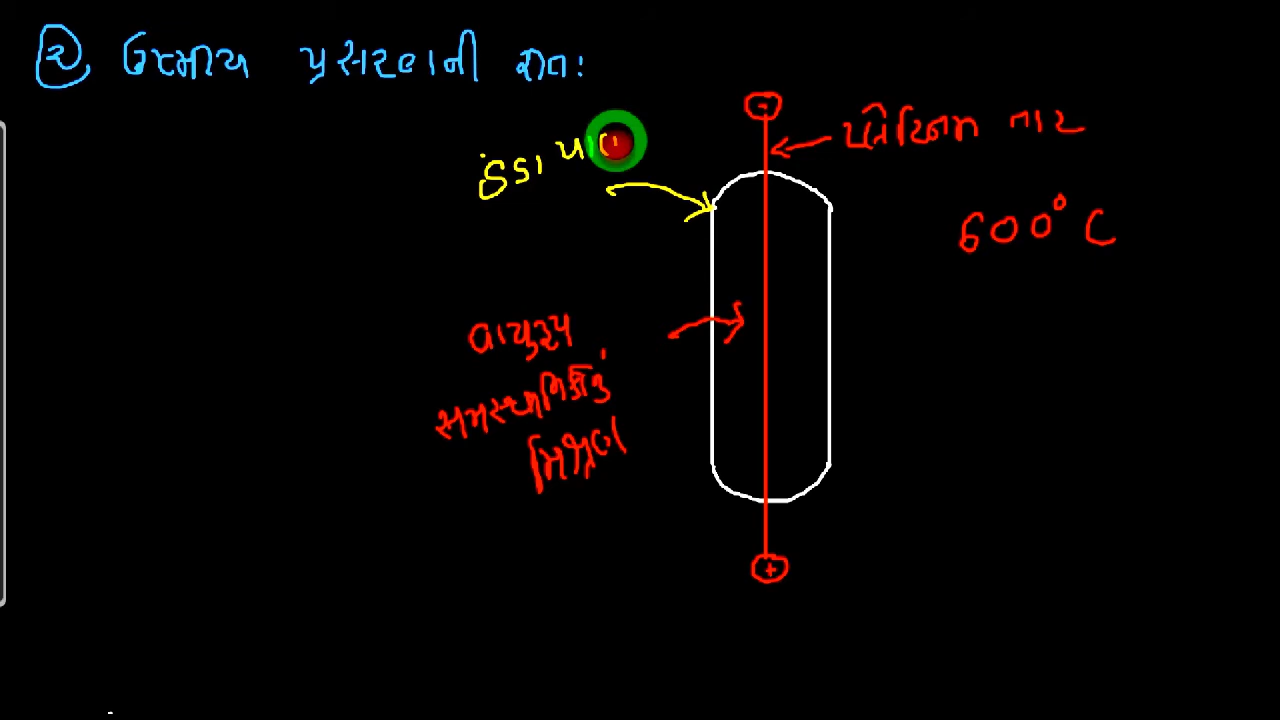 ૨ ઉષ્મીય પ્રસરણની રીત:
-
પ્લેટિનમ તાર
ઠંડા
600° C
વાયુરૂપ
સમસ્થાનિકોનું
મિશ્રણ
+